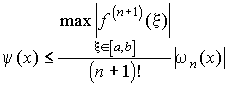 ψ(x) ≤ max|f^(n+1)(ξ)| / (n+1)! |ω_n(x)|
ξ∈[a,b]